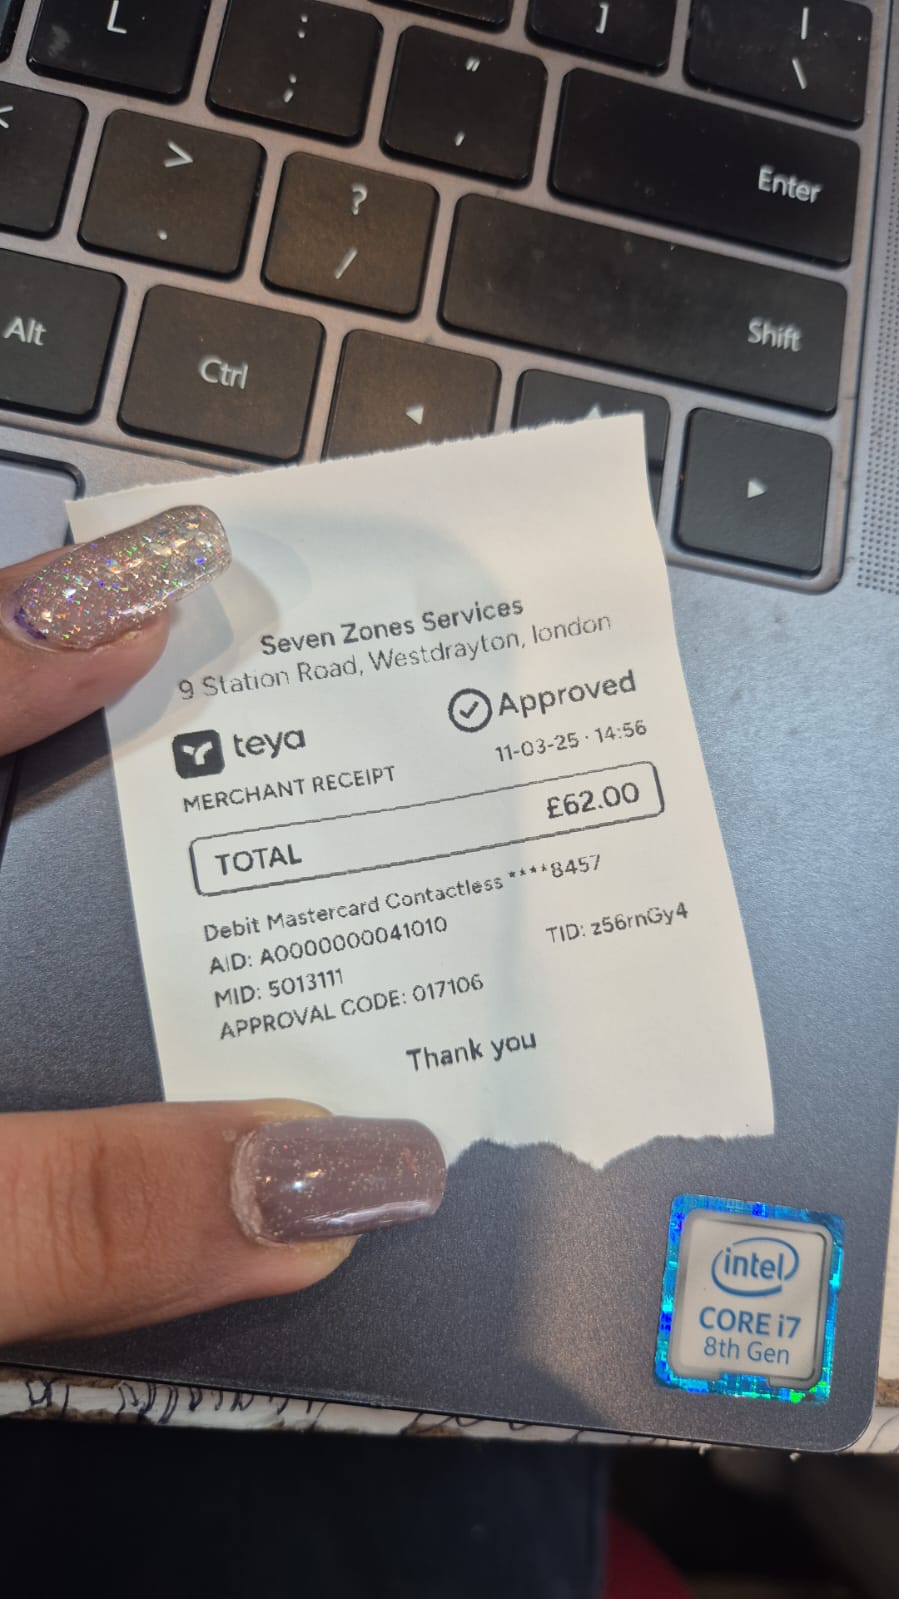 L
:
;
"
,
]
|
\
<
>
.
?
/
Enter
Alt
Ctrl
Shift
Seven Zones Services
9 Station Road, Westdrayton, london
teya
Approved
MERCHANT RECEIPT
11-03-25 · 14:56
TOTAL £62.00
Debit Mastercard Contactless ****8457
AID: A0000000041010
MID: 5013111 TID: z56rnGy4
APPROVAL CODE: 017106
Thank you
intel
CORE i7
8th Gen